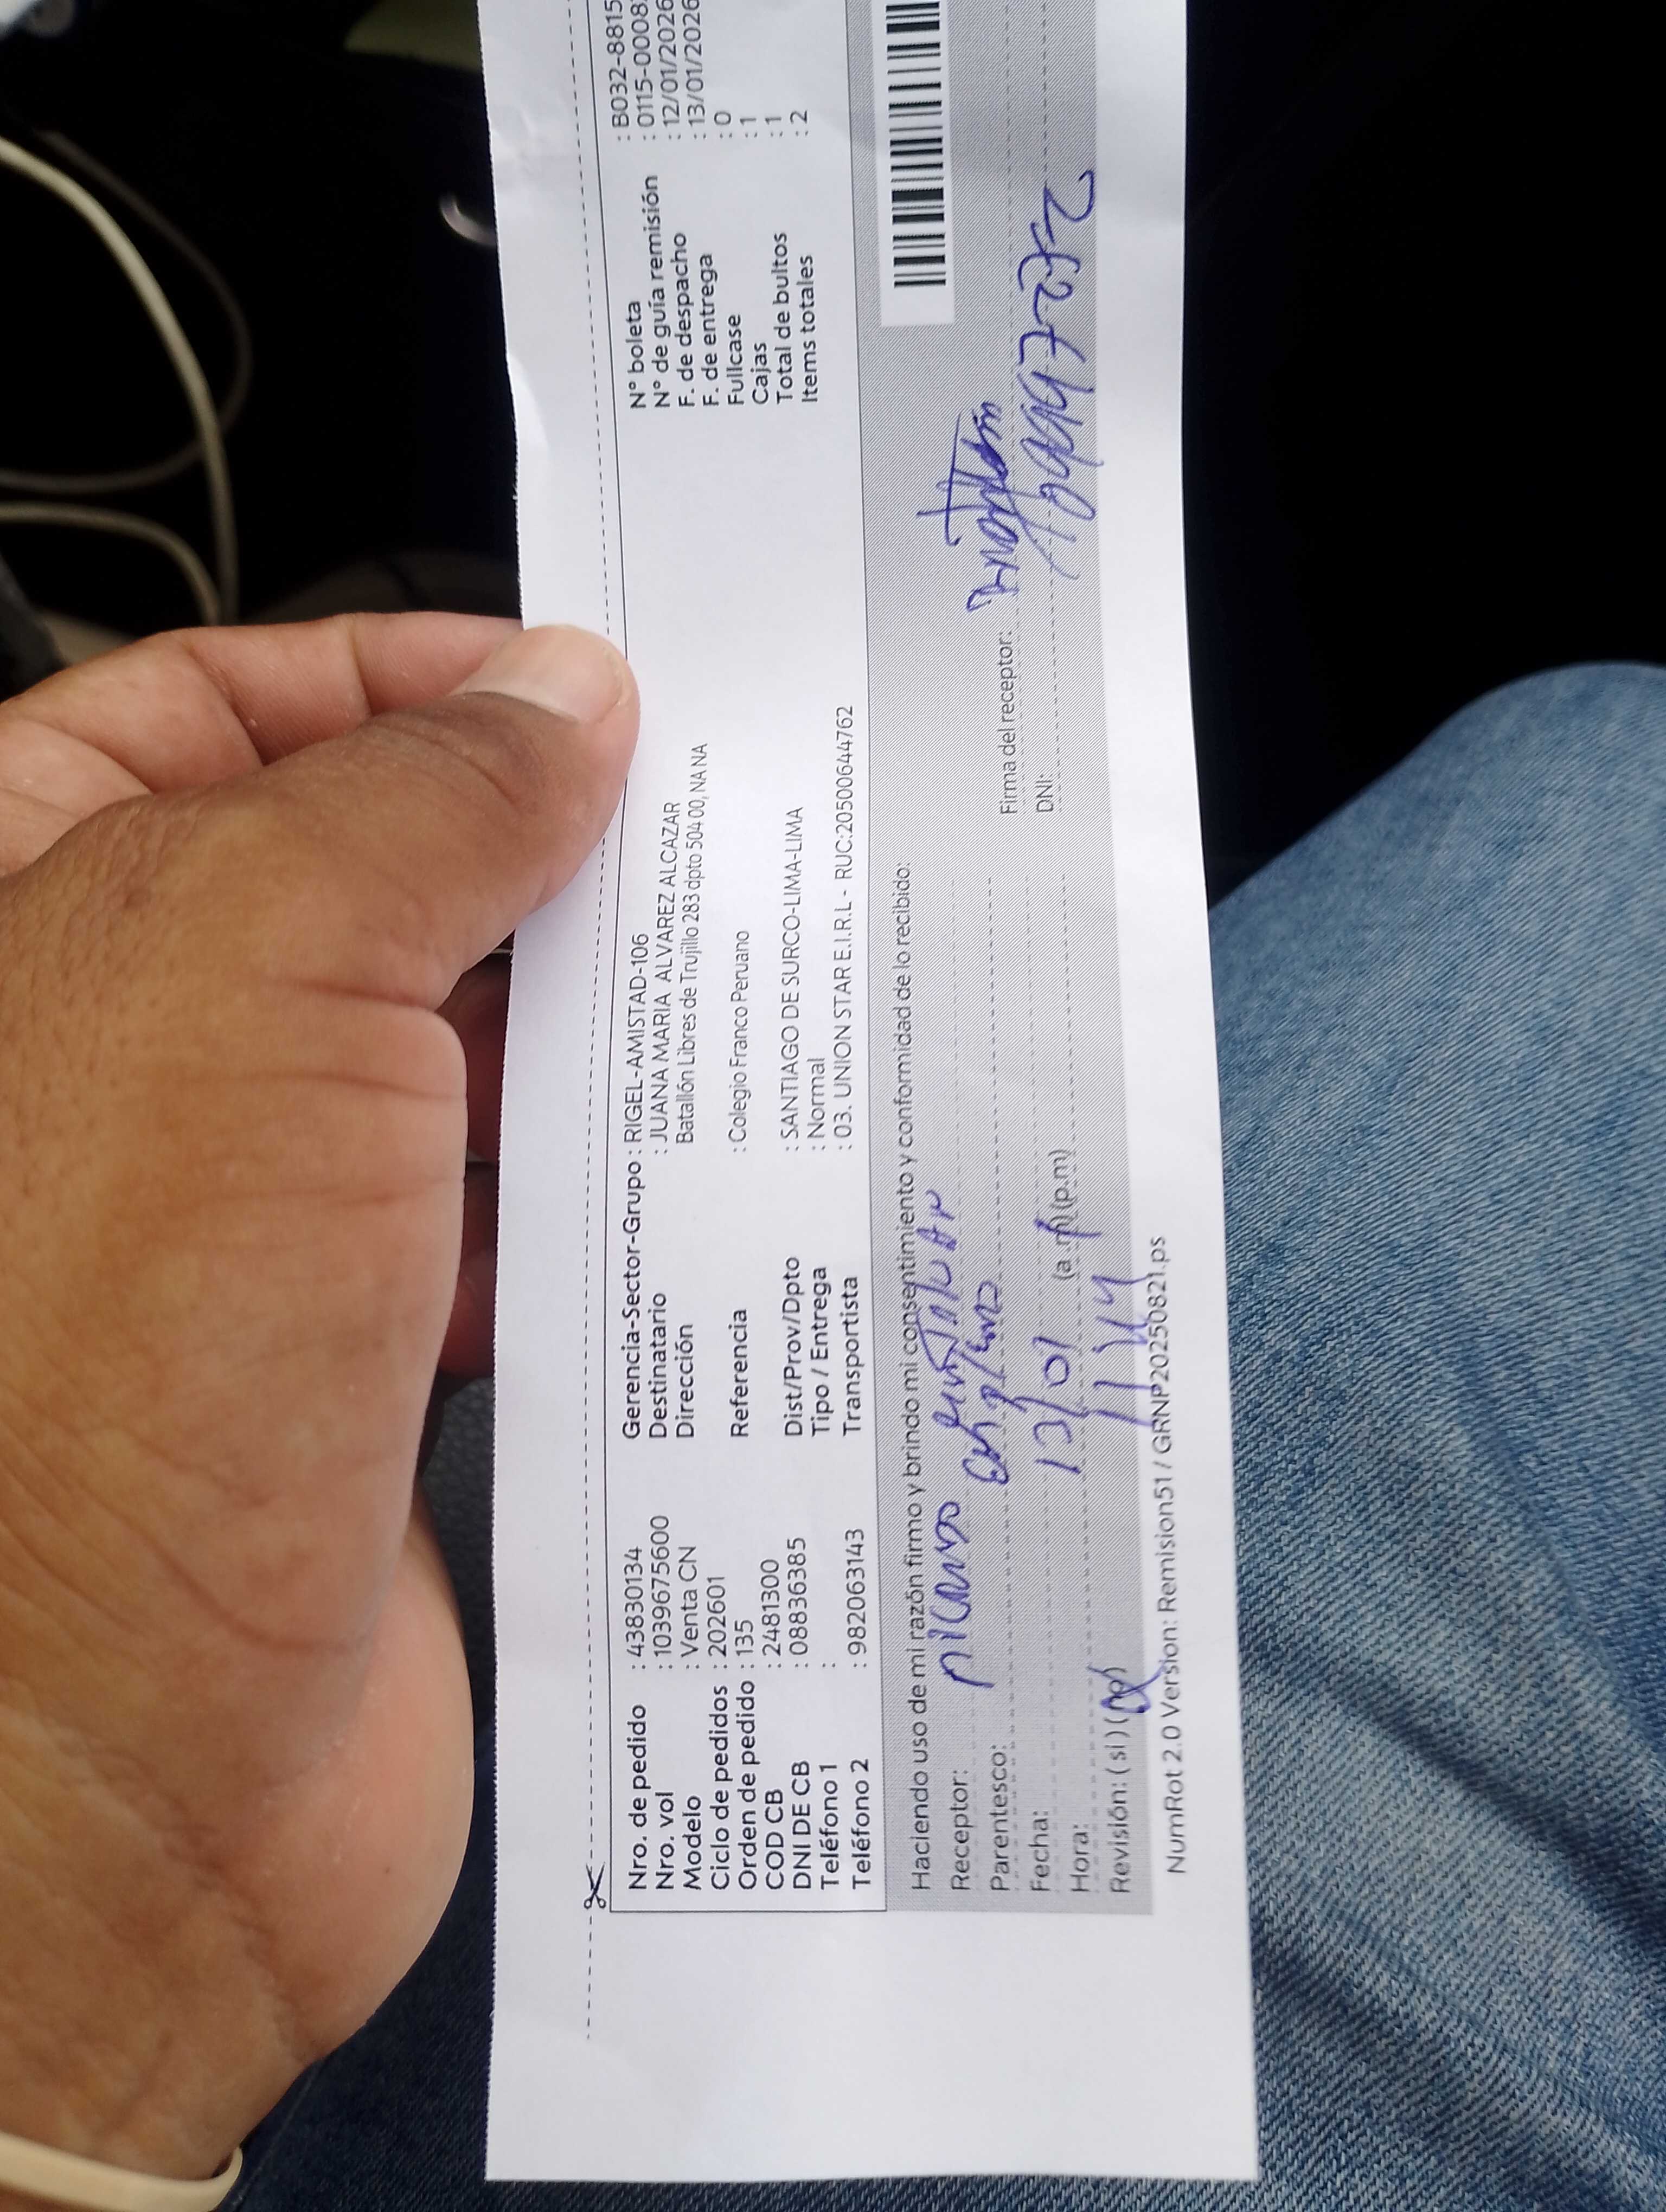 Nro. de pedido : 43830134
Nro. vol : 10396756​00
Modelo : Venta CN
Ciclo de pedidos : 202601
Orden de pedido : 135
COD CB : 2481300
DNI DE CB : 08836385
Teléfono 1 :
Teléfono 2 : 982063143
Gerencia-Sector-Grupo : RIGEL-AMISTAD-106
Destinatario : JUANA MARIA ALVAREZ ALCAZAR
Dirección Batallón Libres de Trujillo 283 dpto 504 00, NA NA
Referencia : Colegio Franco Peruano
Dist/Prov/Dpto : SANTIAGO DE SURCO-LIMA-LIMA
Tipo / Entrega : Normal
Transportista : 03. UNION STAR E.I.R.L - RUC:20500644762
N° boleta : B032-8815
N° de guía remisión : 0115-0008
F. de despacho : 12/01/2026
F. de entrega : 13/01/2026
Fullcase : 0
Cajas : 1
Total de bultos : 1
Items totales : 2
Haciendo uso de mi razón firmo y brindo mi consentimiento y conformidad de lo recibido:
Receptor:
Parentesco:
Fecha: 13/01
Hora: (a.m)(p.m)
Revisión: (si) (no)
Firma del receptor:
DNI:
NumRot 2.0 Version: Remision51 / GRNP20250821.ps